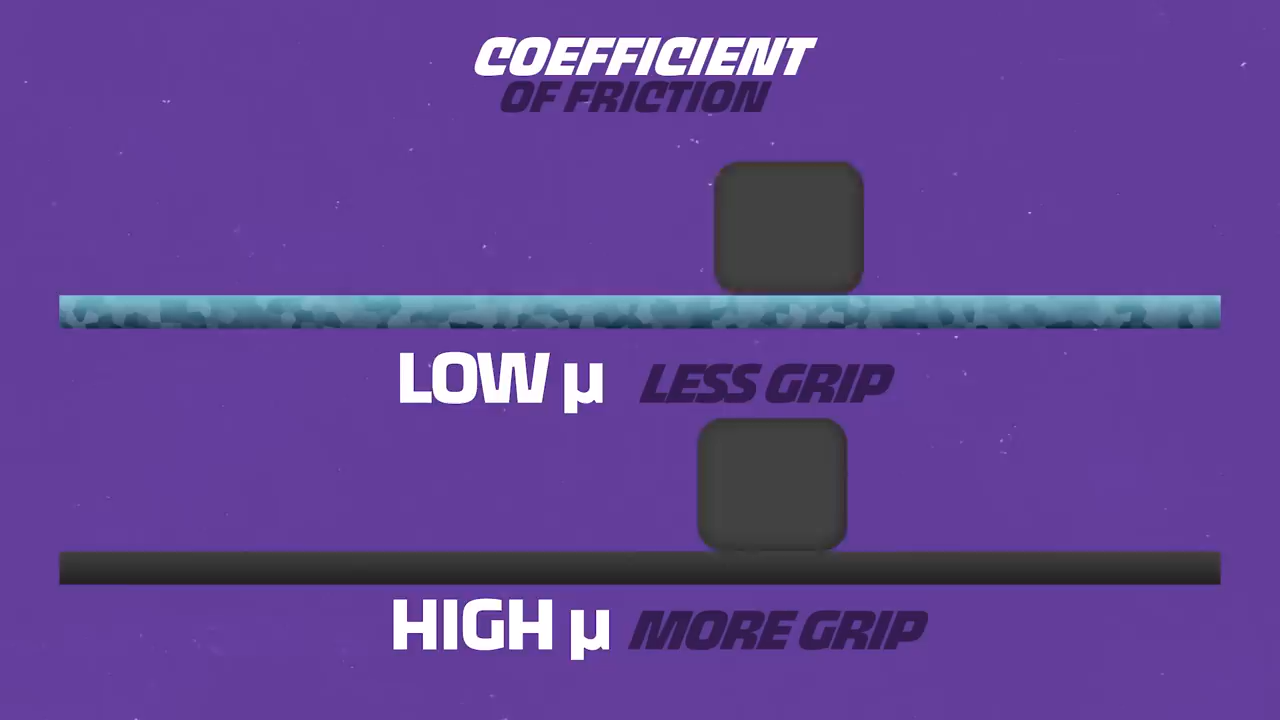 COEFFICIENT
OF FRICTION
LOW μ LESS GRIP
HIGH μ MORE GRIP